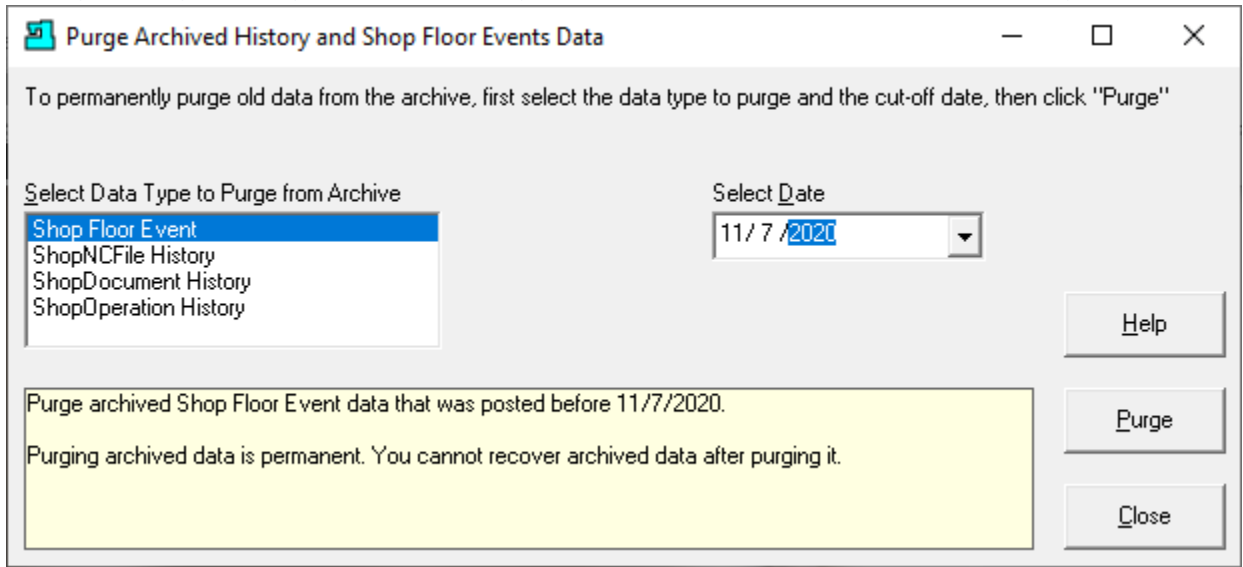 Purge Archived History and Shop Floor Events Data
To permanently purge old data from the archive, first select the data type to purge and the cut-off date, then click "Purge"
Select Data Type to Purge from Archive
Shop Floor Event
ShopNCFile History
ShopDocument History
ShopOperation History
Select Date
11/ 7 /2020
Help
Purge archived Shop Floor Event data that was posted before 11/7/2020.
Purging archived data is permanent. You cannot recover archived data after purging it.
Purge
Close